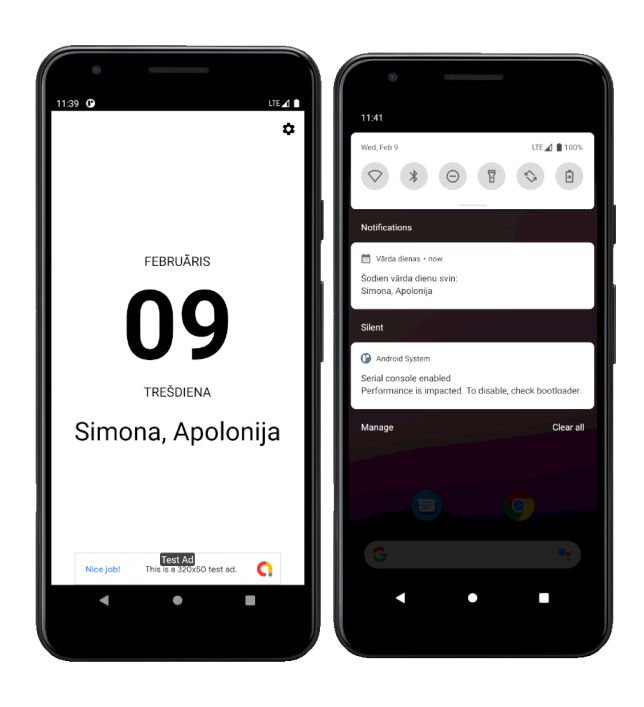 11:39
LTE
FEBRUĀRIS
09
TREŠDIENA
Simona, Apolonija
Test Ad
Nice job! This is a 320x50 test ad.
11:41
Wed, Feb 9 LTE 100%
Notifications
Vārda dienas • now
Šodien vārda dienu svin:
Simona, Apolonija
Silent
Android System
Serial console enabled
Performance is impacted. To disable, check bootloader.
Manage Clear all